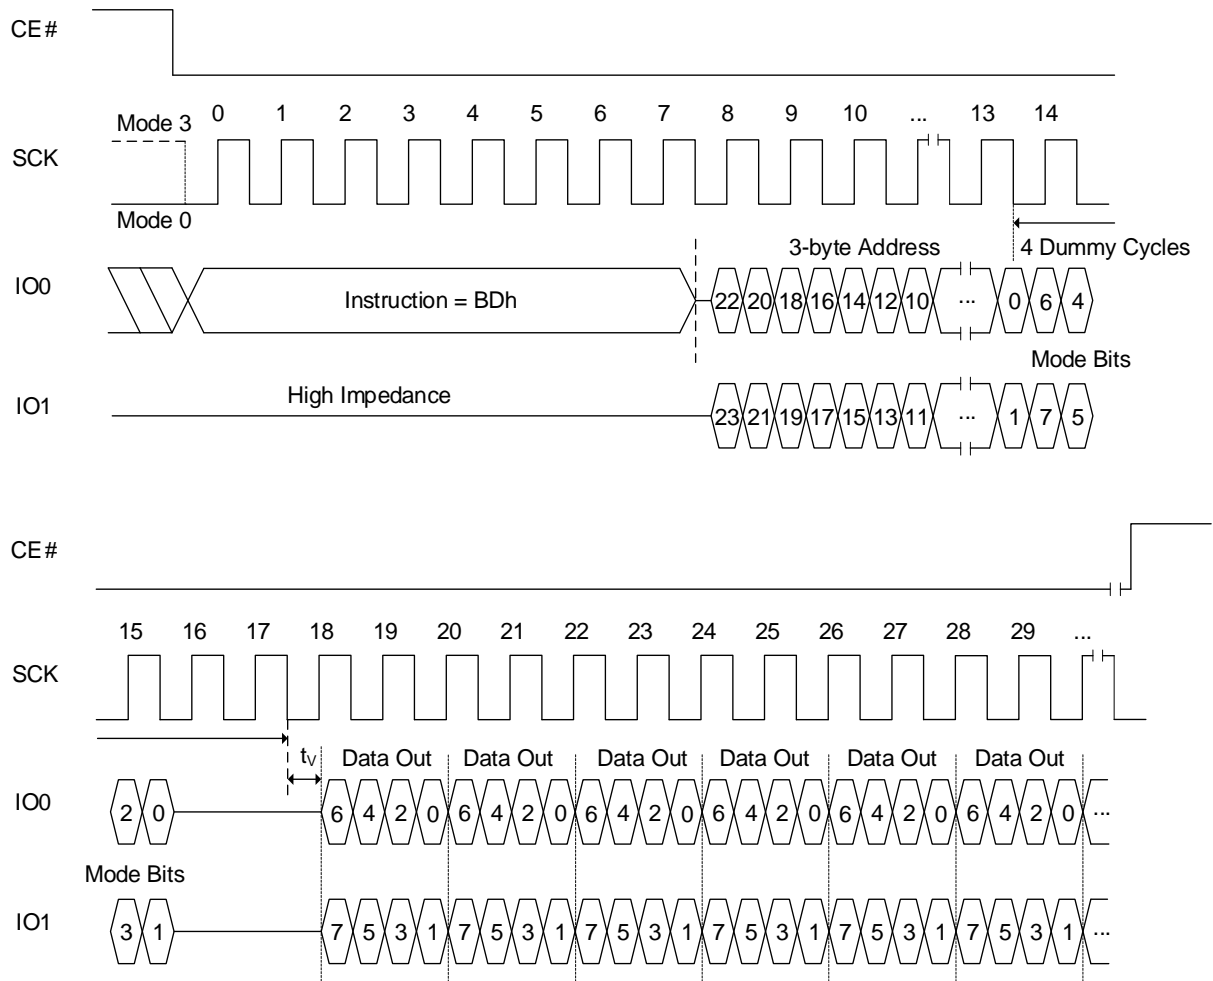 CE#
0 1 2 3 4 5 6 7 8 9 10 ... 13 14
Mode 3
SCK
Mode 0
3-byte Address 4 Dummy Cycles
IO0 Instruction = BDh 22 20 18 16 14 12 10 ... 0 6 4
Mode Bits
IO1 High Impedance 23 21 19 17 15 13 11 ... 1 7 5
CE#
15 16 17 18 19 20 21 22 23 24 25 26 27 28 29 ...
SCK
tV Data Out Data Out Data Out Data Out Data Out Data Out
IO0 2 0 6 4 2 0 6 4 2 0 6 4 2 0 6 4 2 0 6 4 2 0 6 4 2 0 ...
Mode Bits
IO1 3 1 7 5 3 1 7 5 3 1 7 5 3 1 7 5 3 1 7 5 3 1 7 5 3 1 ...